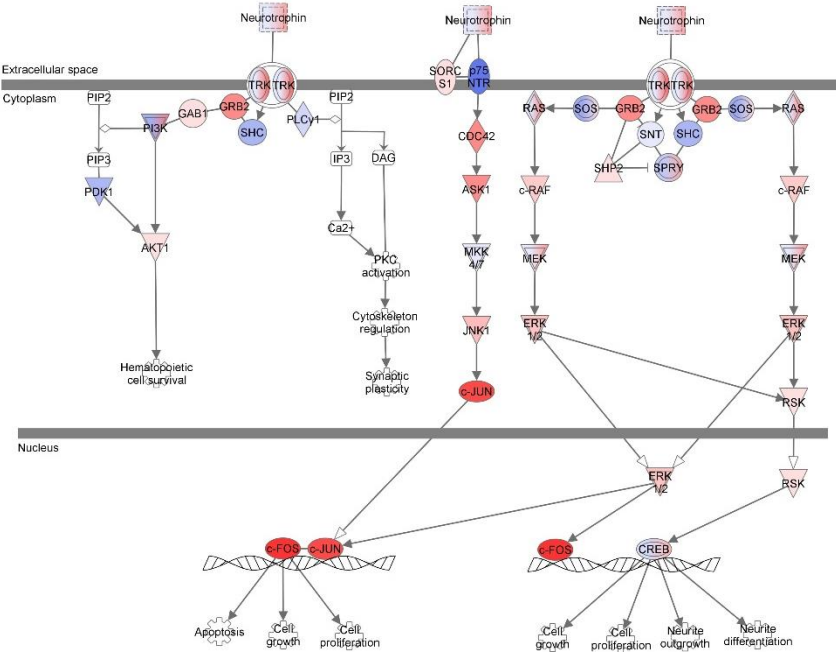 Neurotrophin
Neurotrophin
Neurotrophin
Extracellular space
Cytoplasm
TRK TRK
SORC
S1
p75
NTR
TRK TRK
PIP2
PI3K
GAB1
GRB2
SHC
PLCγ1
PIP2
PIP3
PDK1
AKT1
IP3
DAG
Ca2+
PKC
activation
Cytoskeleton
regulation
Synaptic
plasticity
Hematopoietic
cell survival
CDC42
ASK1
MKK
4/7
JNK1
c-JUN
RAS
SOS
GRB2
SNT
SHC
GRB2
SOS
RAS
SHP2
SPRY
c-RAF
c-RAF
MEK
MEK
ERK
1/2
ERK
1/2
RSK
Nucleus
ERK
1/2
RSK
c-FOS
c-JUN
c-FOS
CREB
Apoptosis
Cell
growth
Cell
proliferation
Cell
growth
Cell
proliferation
Neurite
outgrowth
Neurite
differentiation